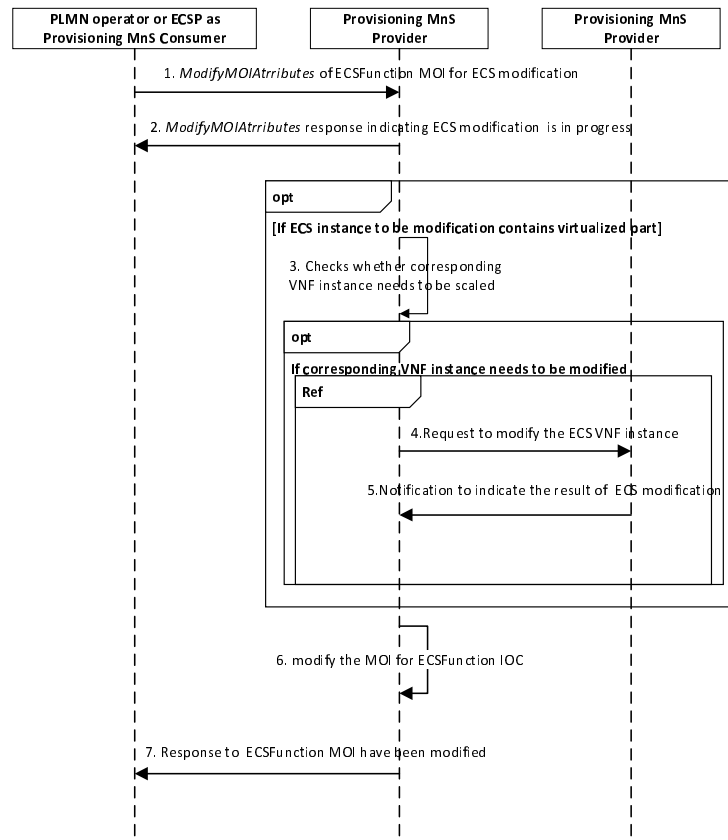 PLMN operator or ECSP as
Provisioning MnS Consumer
Provisioning MnS
Provider
Provisioning MnS
Provider
1. ModifyMOIAtrributes of ECSFunction MOI for ECS modification
2. ModifyMOIAtrributes response indicating ECS modification is in progress
opt
[If ECS instance to be modification contains virtualized part]
3. Checks whether corresponding
VNF instance needs to be scaled
opt
If corresponding VNF instance needs to be modified
Ref
4.Request to modify the ECS VNF instance
5.Notification to indicate the result of ECS modification
6. modify the MOI for ECSFunction IOC
7. Response to ECSFunction MOI have been modified